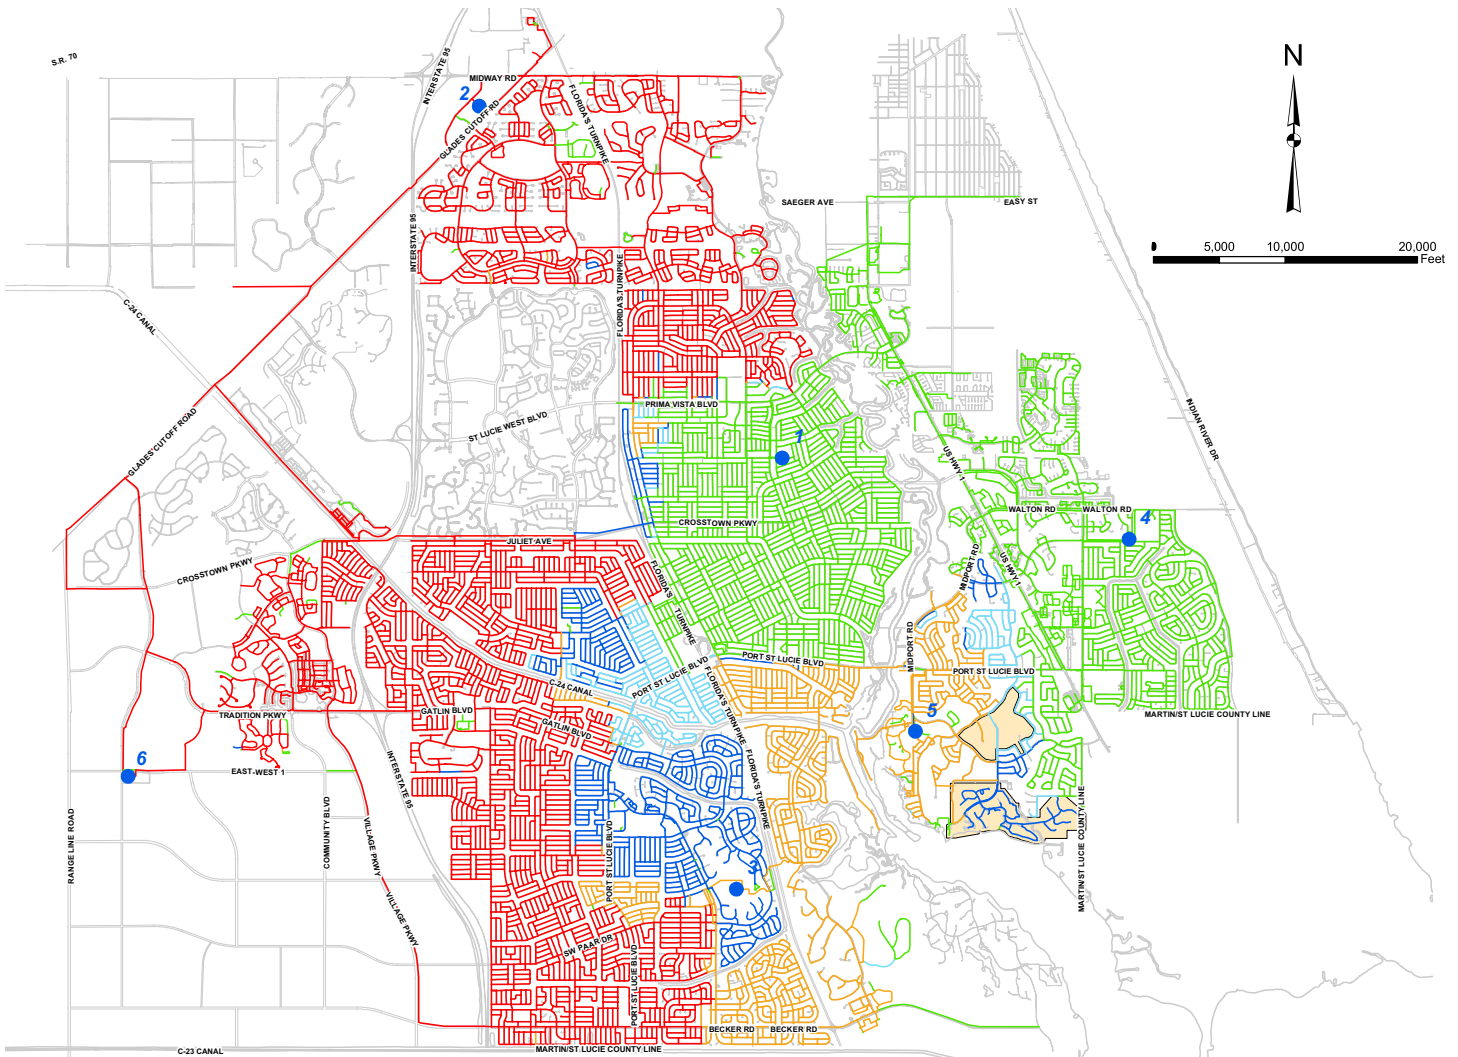 N
S.R. 70
INTERSTATE 95
MIDWAY RD
2
FLORIDA'S TURNPIKE
GLADES CUTOFF RD
SAEGER AVE
EASY ST
INTERSTATE 95
0
5,000
10,000
20,000
Feet
FLORIDA'S TURNPIKE
C-24 CANAL
PRIMA VISTA BLVD
ST LUCIE WEST BLVD
1
GLADES CUTOFF ROAD
INDIAN RIVER DR
US HWY-1
WALTON RD
WALTON RD
4
CROSSTOWN PKWY
JULIET AVE
CROSSTOWN PKWY
MIDPORT RD
US HWY-1
FLORIDA'S
TURNPIKE
MIDPORT RD
PORT ST LUCIE BLVD
PORT ST LUCIE BLVD
PORT ST LUCIE BLVD
C-24 CANAL
FLORIDA'S TURNPIKE
TRADITION PKWY
GATLIN BLVD
GATLIN BLVD
5
MARTIN/ST LUCIE COUNTY LINE
6
EAST-WEST 1
INTERSTATE 95
FLORIDA'S TURNPIKE
RANGE LINE ROAD
COMMUNITY BLVD
VILLAGE PKWY
PORT ST LUCIE BLVD
3
MARTIN/ST LUCIE COUNTY LINE
VILLAGE PKWY
SW PAAR DR
PORT ST LUCIE BLVD
BECKER RD
BECKER RD
C-23 CANAL
MARTIN/ST LUCIE COUNTY LINE